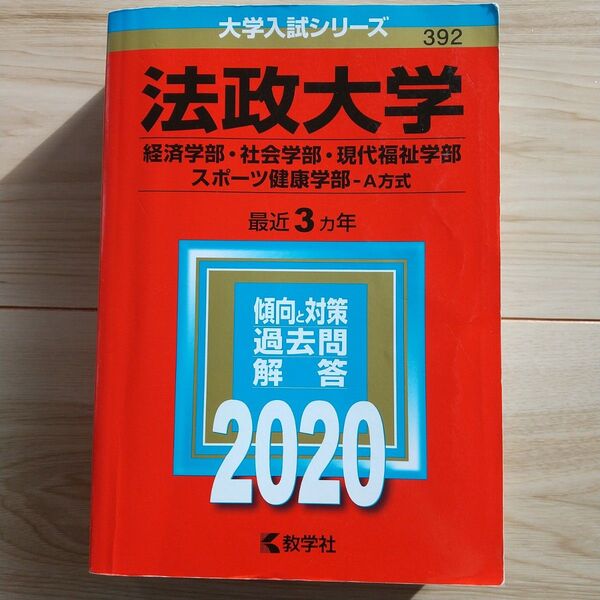 大学入試シリーズ
392
法政大学
経済学部・社会学部・現代福祉学部
スポーツ健康学部-A方式
最近3ヵ年
傾向と対策
過去問
解答
2020
教学社